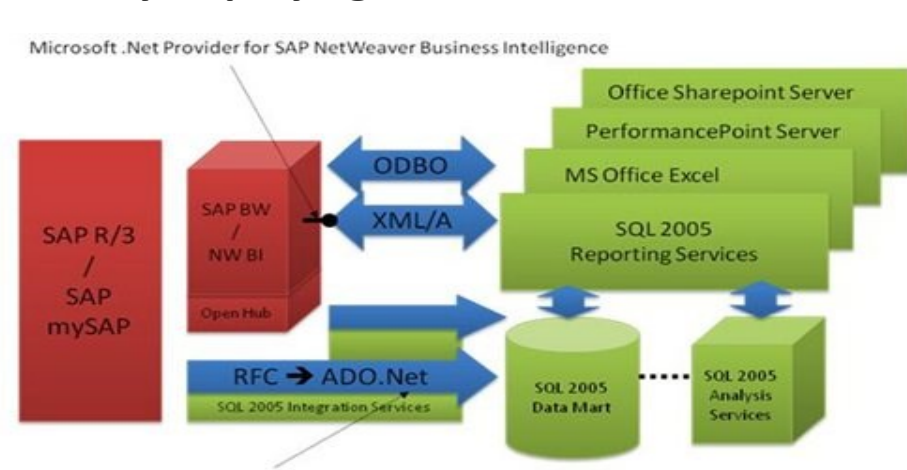 Microsoft .Net Provider for SAP NetWeaver Business Intelligence
Office Sharepoint Server
PerformancePoint Server
MS Office Excel
SQL 2005
Reporting Services
ODBO
XML/A
SAP R/3
/
SAP
mySAP
SAP BW
/
NW BI
Open Hub
RFC ➔ ADO.Net
SQL 2005 Integration Services
SQL 2005
Data Mart
SQL 2005
Analysis
Services